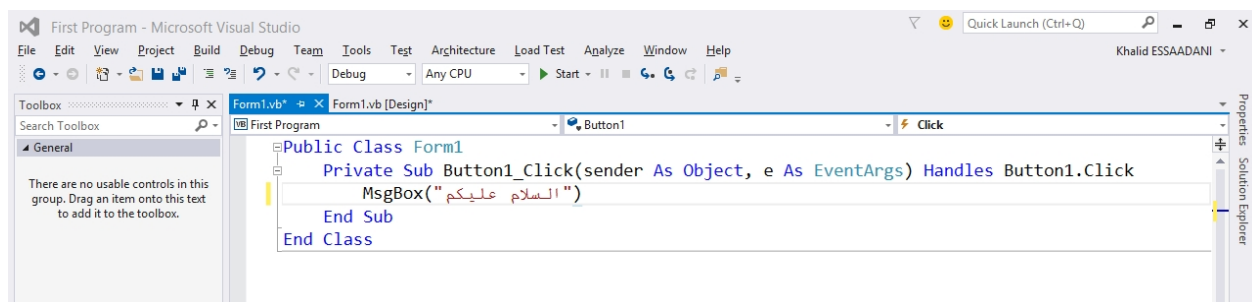 First Program - Microsoft Visual Studio
Quick Launch (Ctrl+Q)
File Edit View Project Build Debug Team Tools Test Architecture Load Test Analyze Window Help
Khalid ESSAADANI
Debug Any CPU Start
Toolbox
Form1.vb* Form1.vb [Design]*
Search Toolbox
VB First Program Button1 Click
General
There are no usable controls in this
group. Drag an item onto this text
to add it to the toolbox.
Public Class Form1
Private Sub Button1_Click(sender As Object, e As EventArgs) Handles Button1.Click
MsgBox("السلام عليكم")
End Sub
End Class
Properties
Solution Explorer